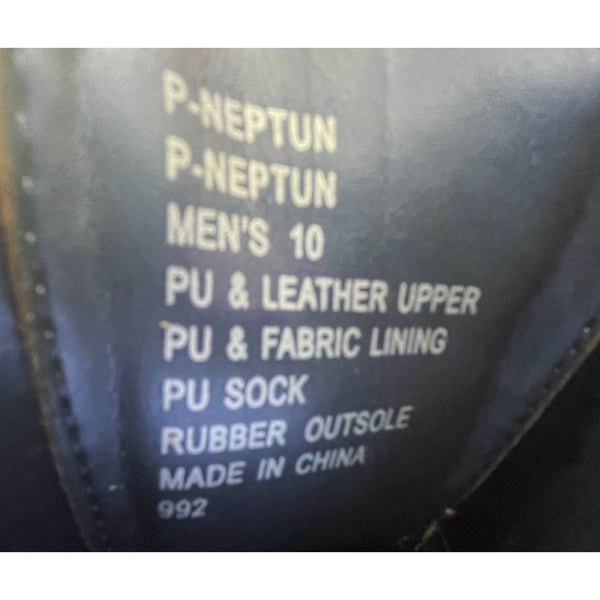 P-NEPTUN
P-NEPTUN
MEN'S 10
PU & LEATHER UPPER
PU & FABRIC LINING
PU SOCK
RUBBER OUTSOLE
MADE IN CHINA
992